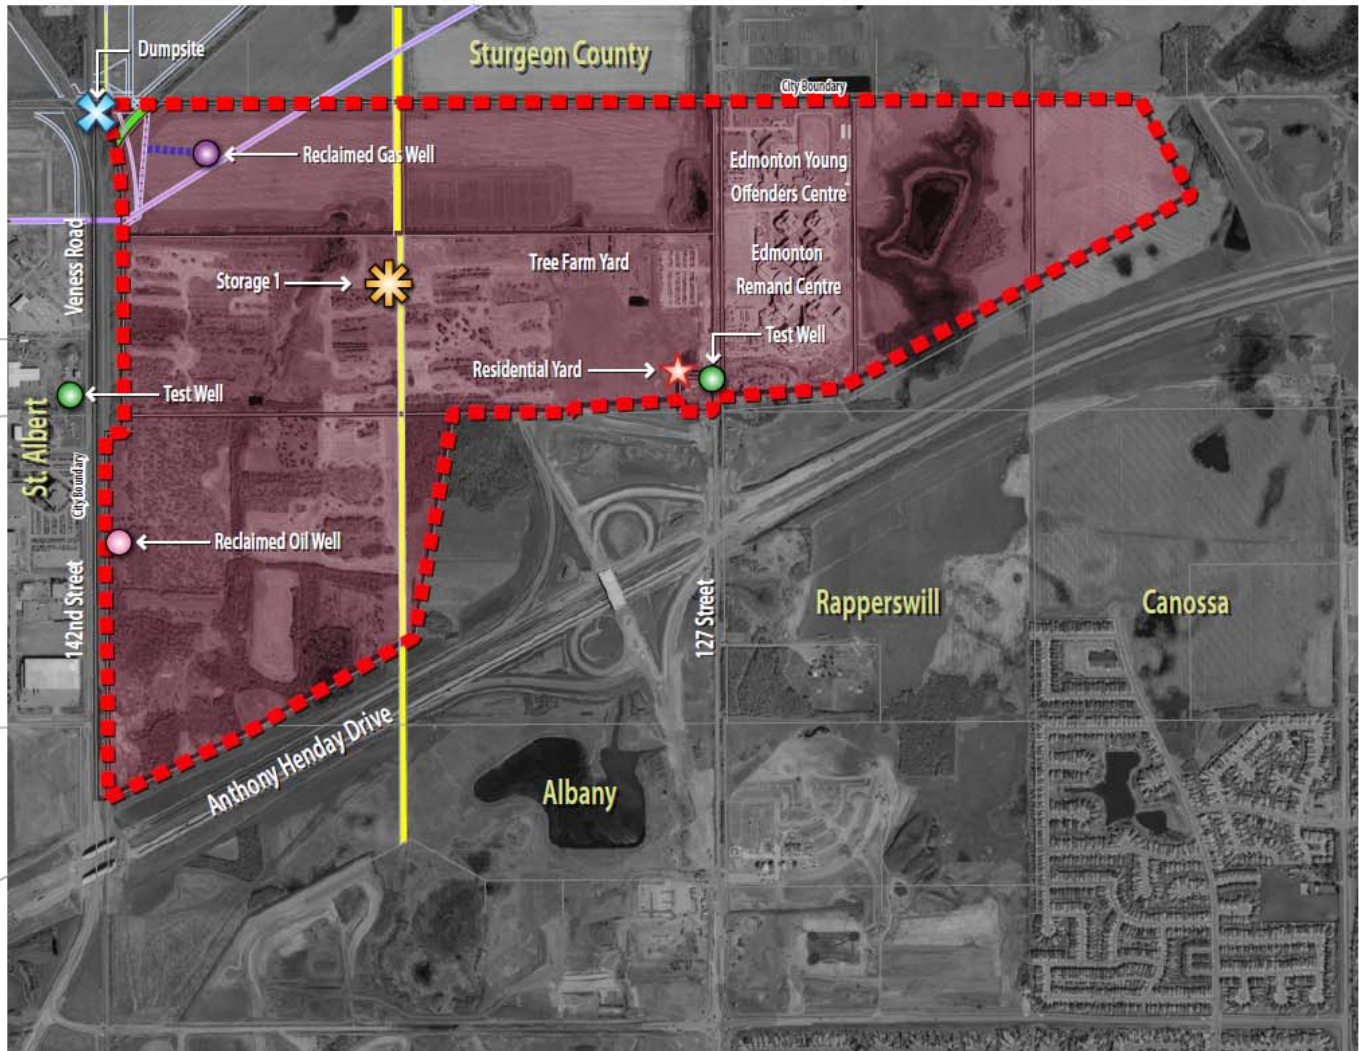 Dumpsite
Sturgeon County
City Boundary
Reclaimed Gas Well
Edmonton Young
Offenders Centre
Veness Road
Tree Farm Yard
Edmonton
Remand Centre
Storage 1
Test Well
Residential Yard
Test Well
St. Albert
City Boundary
Reclaimed Oil Well
142nd Street
127 Street
Rapperswill
Canossa
Anthony Henday Drive
Albany